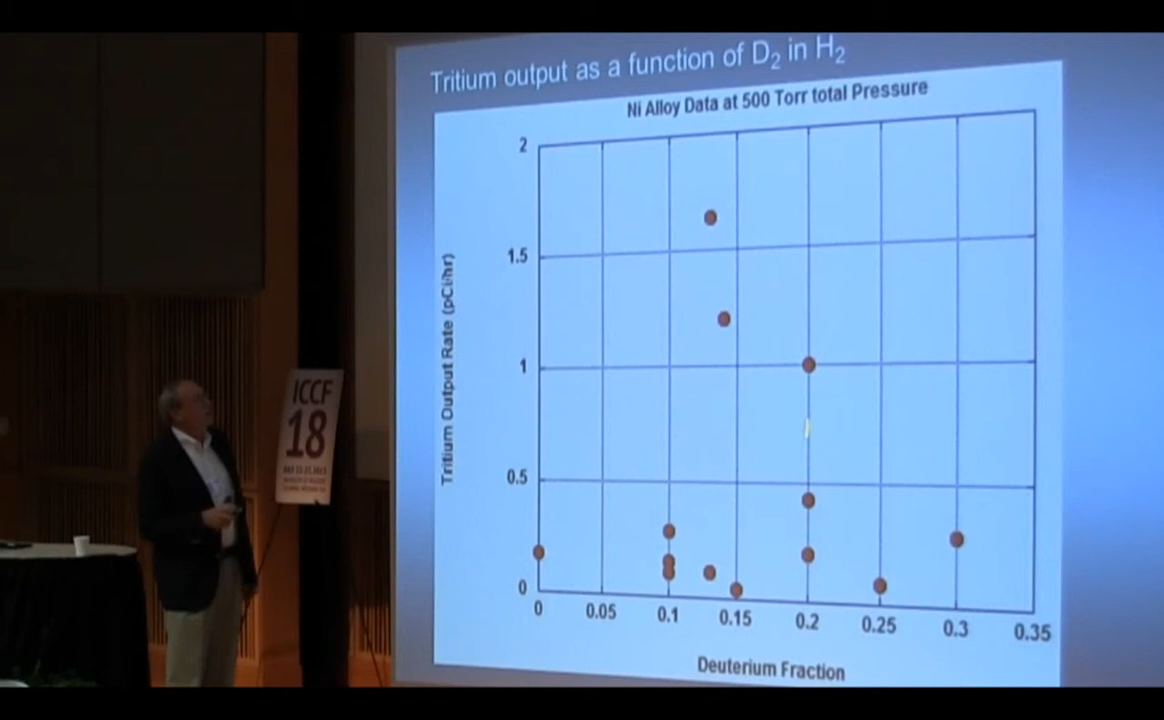 Tritium output as a function of D2 in H2
Ni Alloy Data at 500 Torr total Pressure
2
1.5
1
0.5
0
Tritium Output Rate (pCi/hr)
0 0.05 0.1 0.15 0.2 0.25 0.3 0.35
Deuterium Fraction
ICCF
18